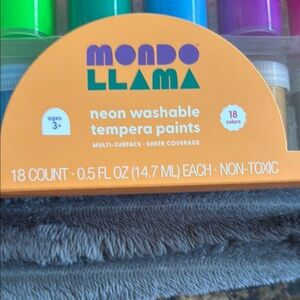 MONDO
LLAMA
ages
3+
neon washable
tempera paints
18
colors
MULTI-SURFACE · SHEER COVERAGE
18 COUNT · 0.5 FL OZ (14.7 ML) EACH · NON-TOXIC